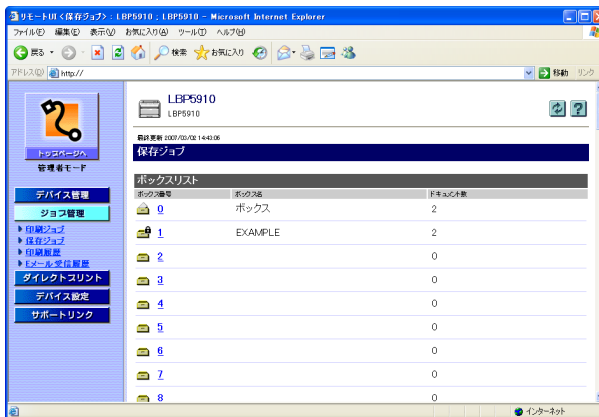 リモートUI <保存ジョブ> : LBP5910 ; LBP5910 - Microsoft Internet Explorer
ファイル(F) 編集(E) 表示(V) お気に入り(A) ツール(T) ヘルプ(H)
戻る 検索 お気に入り
アドレス(D) http:// 移動 リンク
LBP5910
LBP5910
トップページへ
管理者モード
最終更新 2007/03/02 14:43:06
保存ジョブ
デバイス管理
ジョブ管理
印刷ジョブ
保存ジョブ
印刷履歴
Eメール受信履歴
ダイレクトプリント
デバイス設定
サポートリンク
ボックスリスト
ボックス番号 ボックス名 ドキュメント数
0 ボックス 2
1 EXAMPLE 2
2 0
3 0
4 0
5 0
6 0
7 0
8 0
インターネット